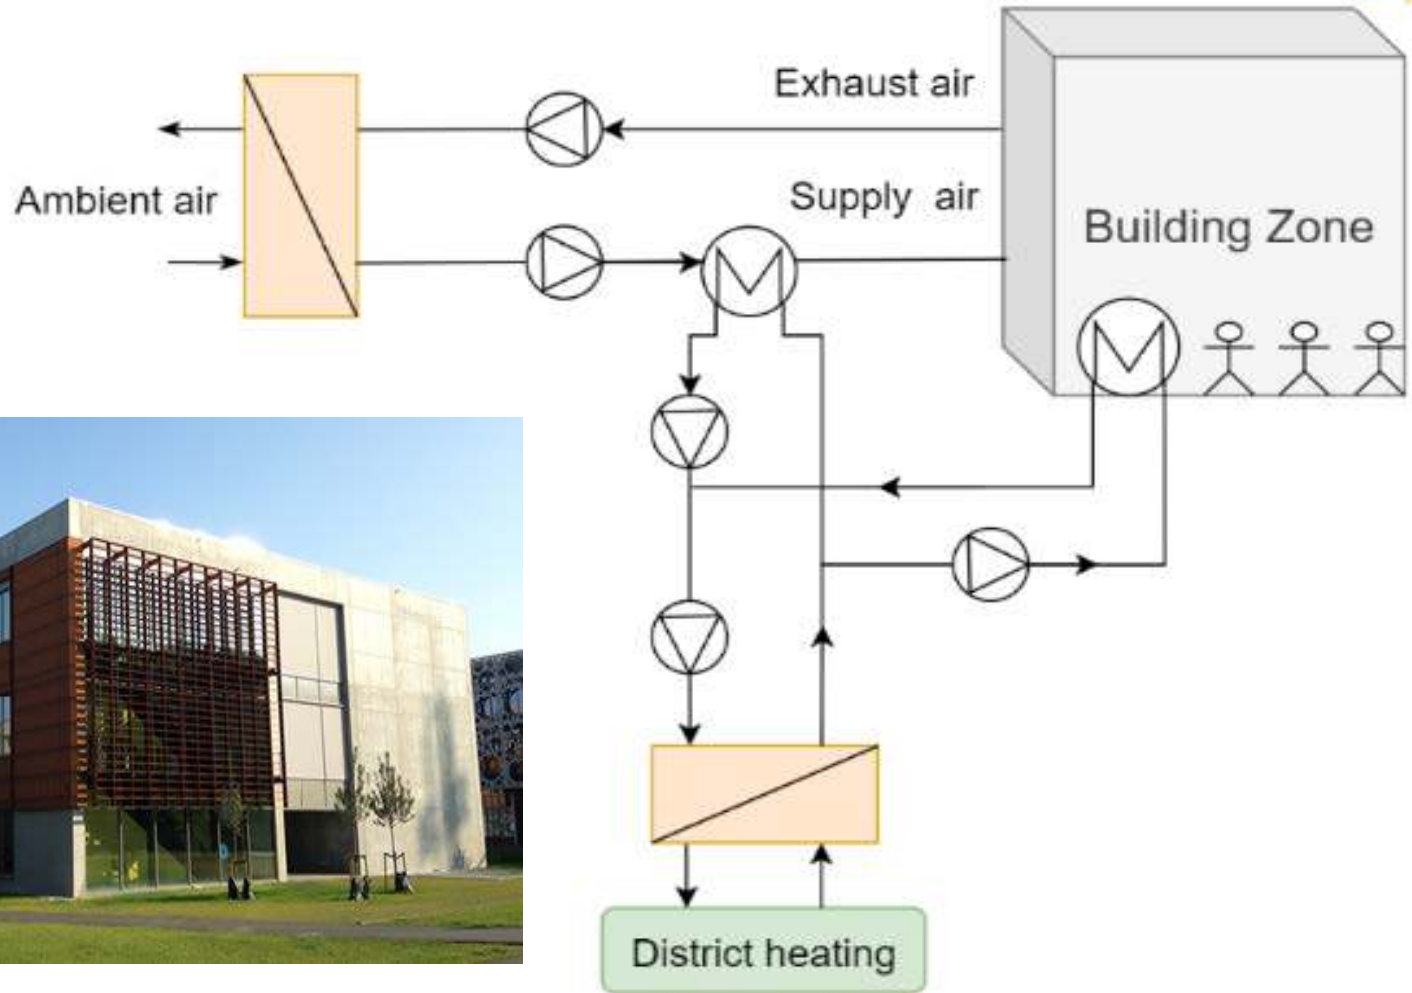 Exhaust air
Ambient air
Supply air
Building Zone
District heating